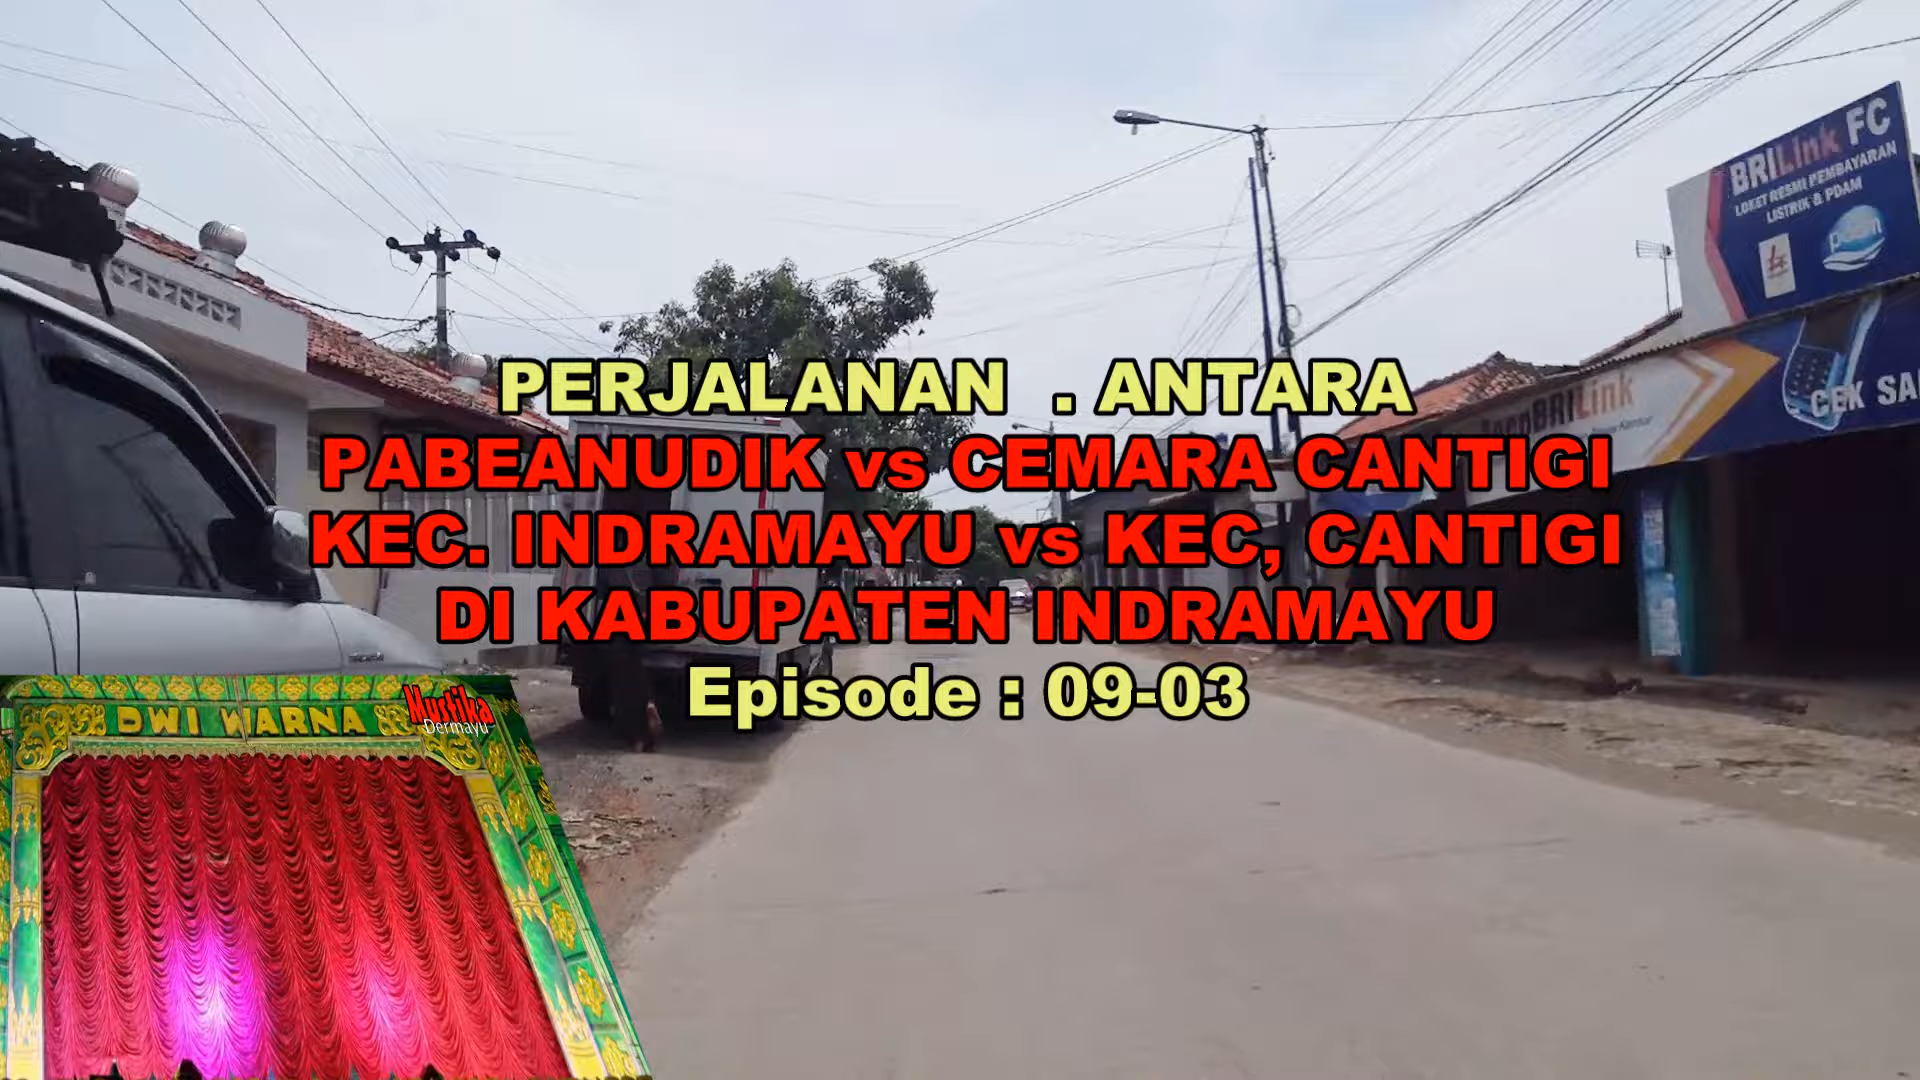 BRILink FC
LOKET RESMI PEMBAYARAN
LISTRIK & PDAM
pdam
BRILink
CEK SA
PERJALANAN . ANTARA
PABEANUDIK vs CEMARA CANTIGI
KEC. INDRAMAYU vs KEC, CANTIGI
DI KABUPATEN INDRAMAYU
Episode : 09-03
DWI WARNA
Mustika
Dermayu